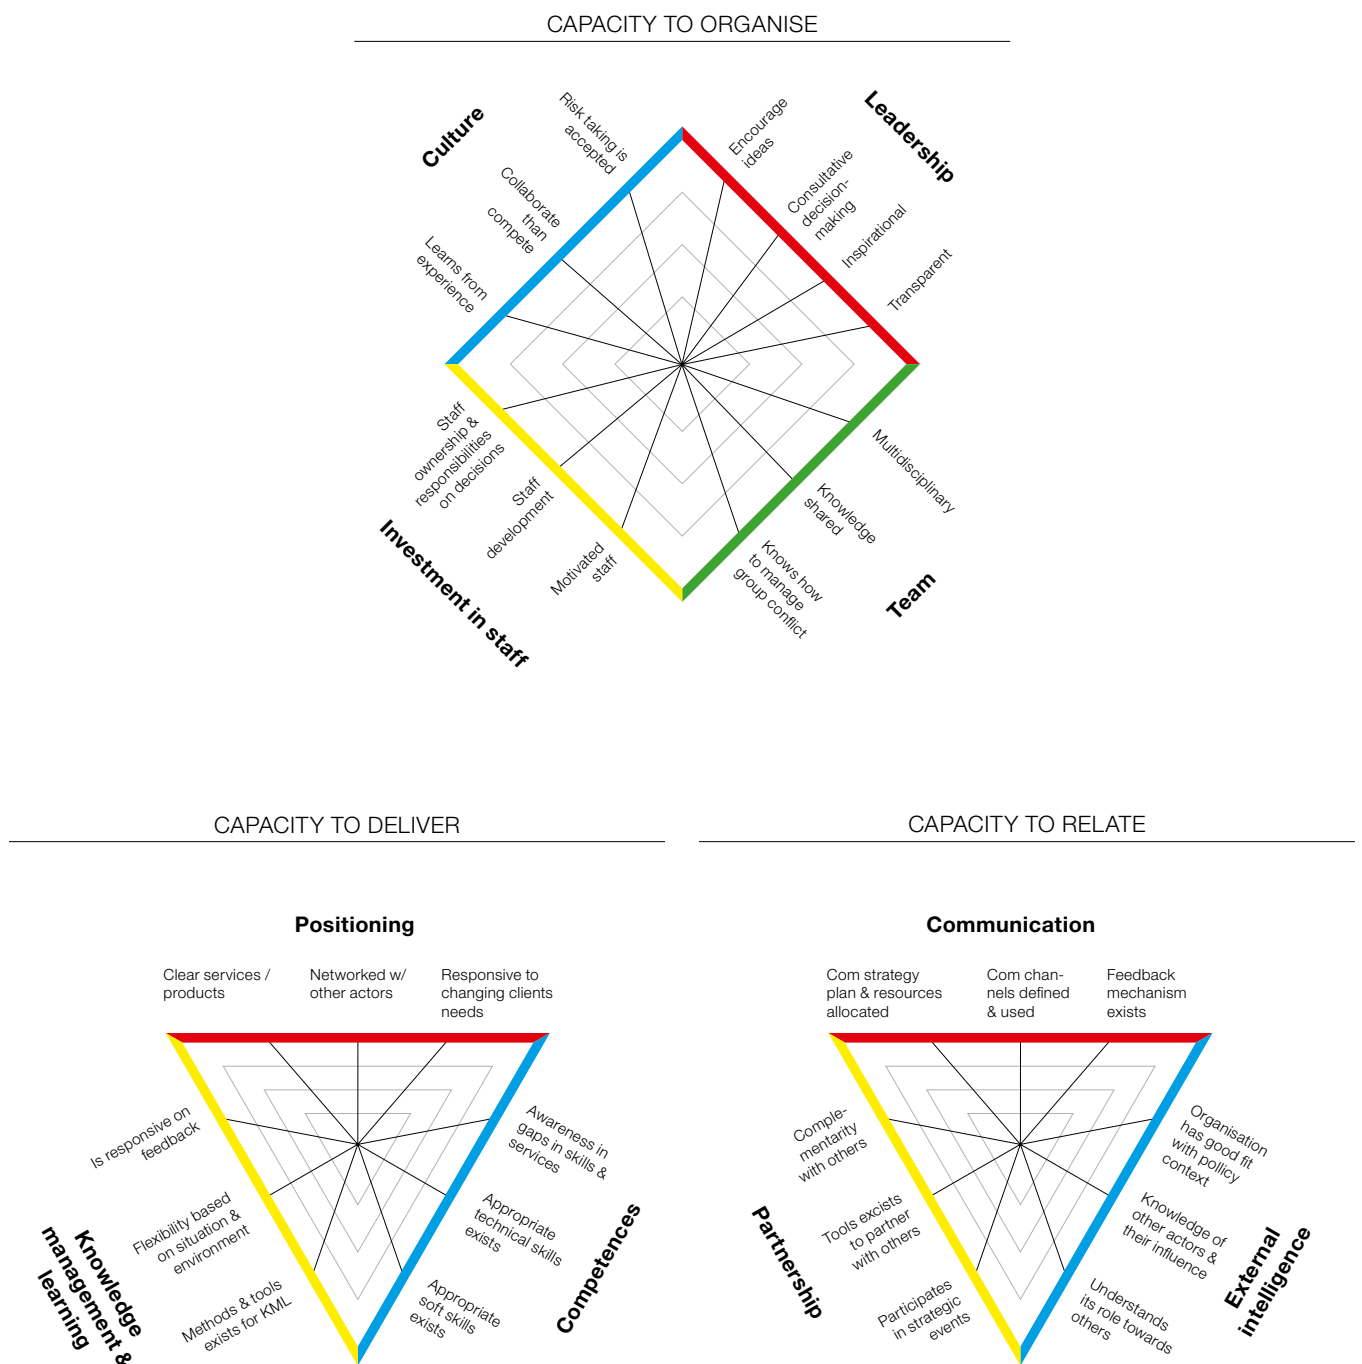 CAPACITY TO ORGANISE
Culture
Risk taking is
accepted
Collaborate
than
compete
Learns from
experience
Leadership
Encourage
ideas
Consultative
decision-
making
Inspirational
Transparent
Staff
ownership &
responsibilities
on decisions
Staff
development
Motivated
staff
Investment in staff
Multidisciplinary
Knowledge
shared
Knows how
to manage
group conflict
Team
CAPACITY TO DELIVER
Positioning
Clear services /
products
Networked w/
other actors
Responsive to
changing clients
needs
Is responsive on
feedback
Flexibility based
on situation &
environment
Methods & tools
exists for KML
Knowledge
management &
learning
Awareness in
gaps in skills &
services
Appropriate
technical skills
exists
Appropriate
soft skills
exists
Competences
CAPACITY TO RELATE
Communication
Com strategy
plan & resources
allocated
Com chan-
nels defined
& used
Feedback
mechanism
exists
Comple-
mentarity
with others
Tools excists
to partner
with others
Participates
in strategic
events
Partnership
Organisation
has good fit
with pollicy
context
Knowledge of
other actors &
their influence
Understands
its role towards
others
External
intelligence